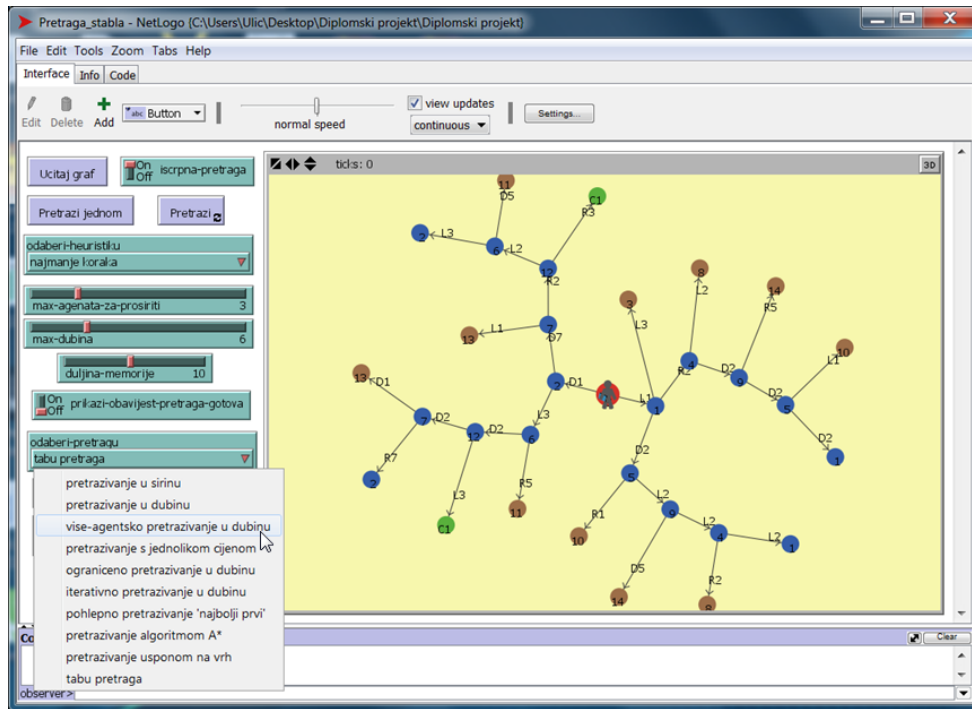 Pretraga_stabla - NetLogo {C:\Users\Ulic\Desktop\Diplomski projekt\Diplomski projekt}
File Edit Tools Zoom Tabs Help
Interface Info Code
Edit Delete Add abc Button
normal speed
view updates
continuous
Settings...
Ucitaj graf
On
Off
iscrpna-pretraga
Pretrazi jednom
Pretrazi
odaberi-heuristiku
najmanje koraka
max-agenata-za-prosiriti 3
max-dubina 6
duljina-memorije 10
On
Off
prikazi-obavijest-pretraga-gotova
odaberi-pretragu
tabu pretraga
pretrazivanje u sirinu
pretrazivanje u dubinu
vise-agentsko pretrazivanje u dubinu
pretrazivanje s jednolikom cijenom
ograniceno pretrazivanje u dubinu
iterativno pretrazivanje u dubinu
pohlepno pretrazivanje 'najbolji prvi'
pretrazivanje algoritmom A*
pretrazivanje usponom na vrh
tabu pretraga
ticks: 0
3D
11
D5
C1
R3
2
L3
6
L2
12
R2
8
L2
14
R5
3
L3
13
L1
7
D7
10
L1
4
R2
D2
9
D2
5
13
D1
2
D1
L1
1
7
D2
12
D2
6
L3
D2
D2
1
R7
2
L3
R5
11
5
L2
9
R1
10
C1
L2
4
L2
1
D5
14
R2
8
Co
Clear
observer>